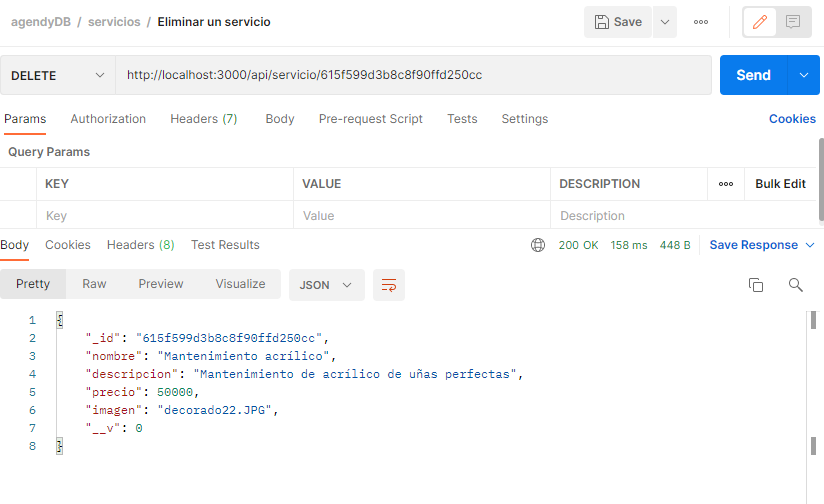 agendyDB / servicios / Eliminar un servicio Save
DELETE http://localhost:3000/api/servicio/615f599d3b8c8f90ffd250cc Send
Params Authorization Headers (7) Body Pre-request Script Tests Settings Cookies
Query Params
KEY VALUE DESCRIPTION Bulk Edit
Key Value Description
Body Cookies Headers (8) Test Results 200 OK 158 ms 448 B Save Response
Pretty Raw Preview Visualize JSON
1 {
2 "_id": "615f599d3b8c8f90ffd250cc",
3 "nombre": "Mantenimiento acrílico",
4 "descripcion": "Mantenimiento de acrílico de uñas perfectas",
5 "precio": 50000,
6 "imagen": "decorado22.JPG",
7 "__v": 0
8 }